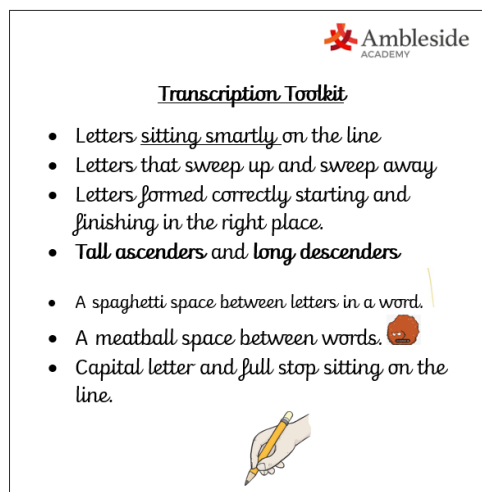 Ambleside
ACADEMY
Transcription Toolkit
• Letters sitting smartly on the line
• Letters that sweep up and sweep away
• Letters formed correctly starting and
finishing in the right place.
• Tall ascenders and long descenders
• A spaghetti space between letters in a word.
• A meatball space between words.
• Capital letter and full stop sitting on the
line.